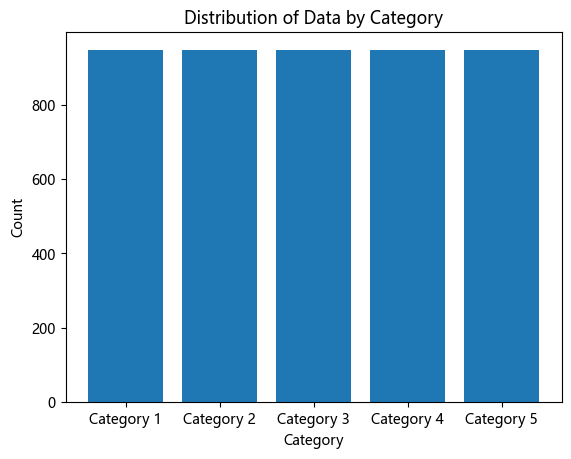 Distribution of Data by Category
Count
800
600
400
200
0
Category 1 Category 2 Category 3 Category 4 Category 5
Category